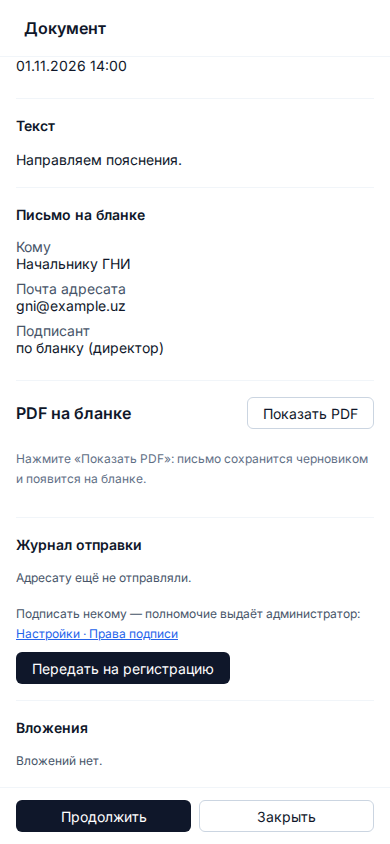 Документ
01.11.2026 14:00
Текст
Направляем пояснения.
Письмо на бланке
Кому
Начальнику ГНИ
Почта адресата
gni@example.uz
Подписант
по бланку (директор)
PDF на бланке
Показать PDF
Нажмите «Показать PDF»: письмо сохранится черновиком
и появится на бланке.
Журнал отправки
Адресату ещё не отправляли.
Подписать некому — полномочие выдаёт администратор:
Настройки · Права подписи
Передать на регистрацию
Вложения
Вложений нет.
Продолжить
Закрыть